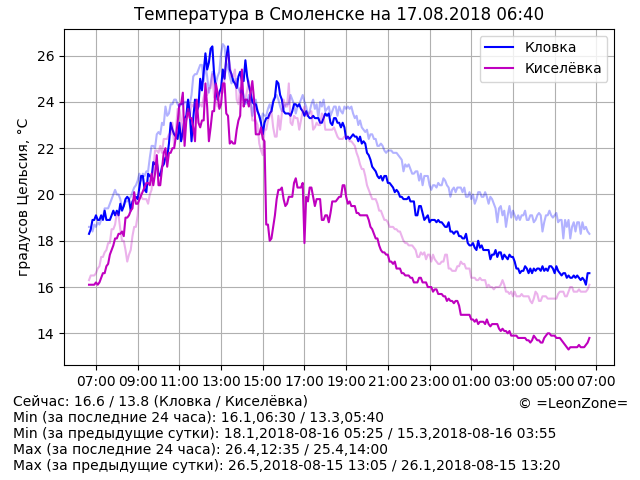 Температура в Смоленске на 17.08.2018 06:40
Кловка
Киселёвка
градусов Цельсия, °C
26
24
22
20
18
16
14
07:00 09:00 11:00 13:00 15:00 17:00 19:00 21:00 23:00 01:00 03:00 05:00 07:00
Сейчас: 16.6 / 13.8 (Кловка / Киселёвка)
© =LeonZone=
Min (за последние 24 часа): 16.1,06:30 / 13.3,05:40
Min (за предыдущие сутки): 18.1,2018-08-16 05:25 / 15.3,2018-08-16 03:55
Max (за последние 24 часа): 26.4,12:35 / 25.4,14:00
Max (за предыдущие сутки): 26.5,2018-08-15 13:05 / 26.1,2018-08-15 13:20